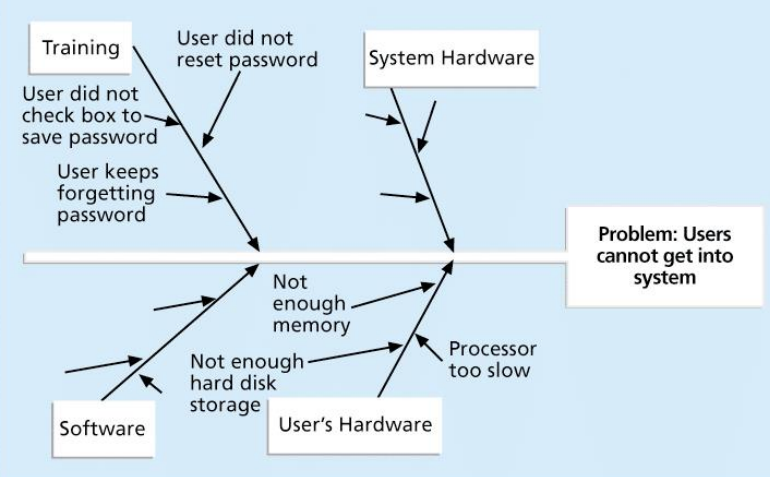 Training
User did not
reset password
System Hardware
User did not
check box to
save password
User keeps
forgetting
password
Problem: Users
cannot get into
system
Not
enough
memory
Not enough
hard disk
storage
Processor
too slow
Software
User's Hardware